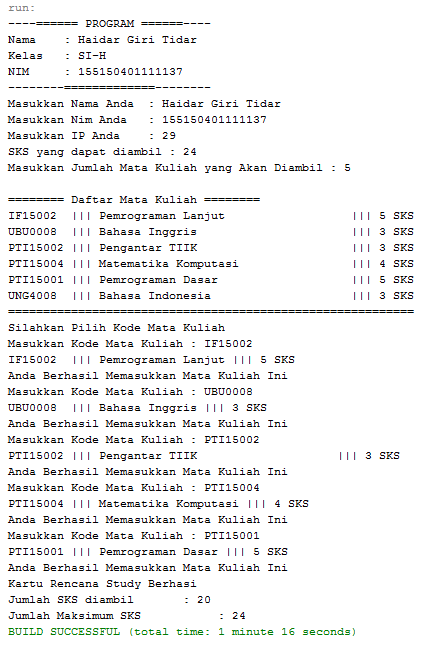 run:
----====== PROGRAM ======----
Nama    : Haidar Giri Tidar
Kelas   : SI-H
NIM     : 155150401111137
--------=============--------
Masukkan Nama Anda  : Haidar Giri Tidar
Masukkan Nim Anda   : 155150401111137
Masukkan IP Anda    : 29
SKS yang dapat diambil : 24
Masukkan Jumlah Mata Kuliah yang Akan Diambil : 5

======== Daftar Mata Kuliah ========
IF15002  ||| Pemrograman Lanjut                  ||| 5 SKS
UBU0008  ||| Bahasa Inggris                      ||| 3 SKS
PTI15002 ||| Pengantar TIIK                      ||| 3 SKS
PTI15004 ||| Matematika Komputasi                ||| 4 SKS
PTI15001 ||| Pemrograman Dasar                   ||| 5 SKS
UNG4008  ||| Bahasa Indonesia                    ||| 3 SKS
==========================================================
Silahkan Pilih Kode Mata Kuliah
Masukkan Kode Mata Kuliah : IF15002
IF15002  ||| Pemrograman Lanjut ||| 5 SKS
Anda Berhasil Memasukkan Mata Kuliah Ini
Masukkan Kode Mata Kuliah : UBU0008
UBU0008  ||| Bahasa Inggris ||| 3 SKS
Anda Berhasil Memasukkan Mata Kuliah Ini
Masukkan Kode Mata Kuliah : PTI15002
PTI15002 ||| Pengantar TIIK                    ||| 3 SKS
Anda Berhasil Memasukkan Mata Kuliah Ini
Masukkan Kode Mata Kuliah : PTI15004
PTI15004 ||| Matematika Komputasi ||| 4 SKS
Anda Berhasil Memasukkan Mata Kuliah Ini
Masukkan Kode Mata Kuliah : PTI15001
PTI15001 ||| Pemrograman Dasar ||| 5 SKS
Anda Berhasil Memasukkan Mata Kuliah Ini
Kartu Rencana Study Berhasi
Jumlah SKS diambil       : 20
Jumlah Maksimum SKS           : 24
BUILD SUCCESSFUL (total time: 1 minute 16 seconds)